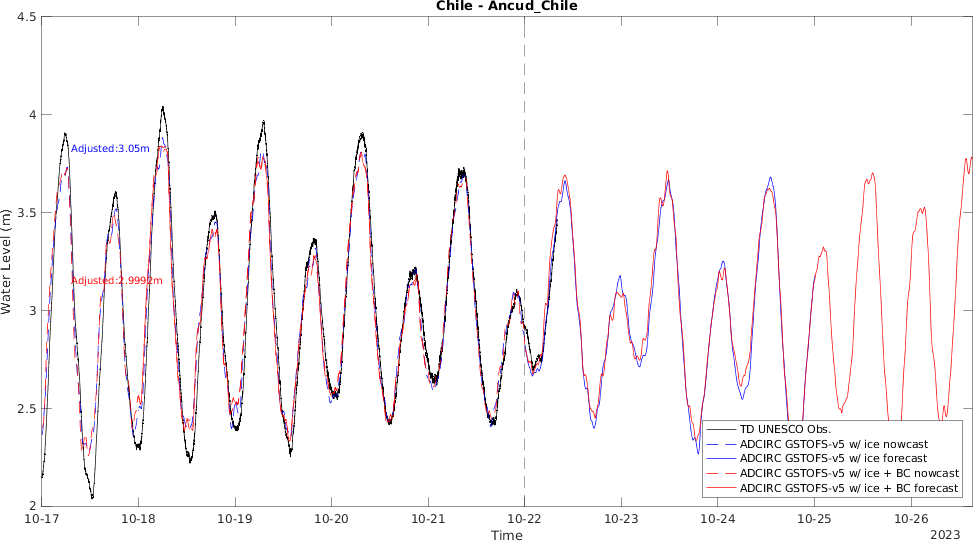 Chile - Ancud_Chile
4.5
4
3.5
3
2.5
2
Water Level (m)
Adjusted:3.05m
Adjusted:2.9992m
TD UNESCO Obs.
ADCIRC GSTOFS-v5 w/ ice nowcast
ADCIRC GSTOFS-v5 w/ ice forecast
ADCIRC GSTOFS-v5 w/ ice + BC nowcast
ADCIRC GSTOFS-v5 w/ ice + BC forecast
10-17 10-18 10-19 10-20 10-21 10-22 10-23 10-24 10-25 10-26
Time
2023